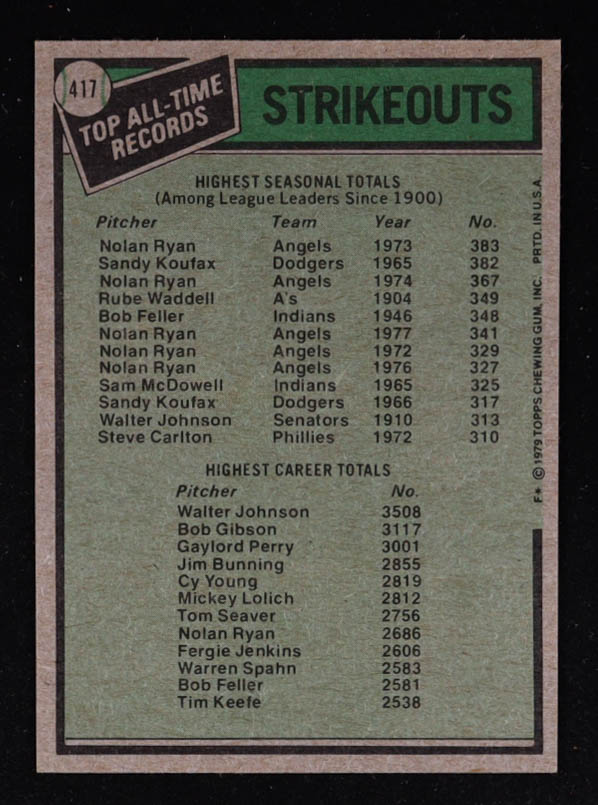 417
TOP ALL-TIME
RECORDS
STRIKEOUTS
HIGHEST SEASONAL TOTALS
(Among League Leaders Since 1900)
Pitcher Team Year No.
Nolan Ryan Angels 1973 383
Sandy Koufax Dodgers 1965 382
Nolan Ryan Angels 1974 367
Rube Waddell A's 1904 349
Bob Feller Indians 1946 348
Nolan Ryan Angels 1977 341
Nolan Ryan Angels 1972 329
Nolan Ryan Angels 1976 327
Sam McDowell Indians 1965 325
Sandy Koufax Dodgers 1966 317
Walter Johnson Senators 1910 313
Steve Carlton Phillies 1972 310
HIGHEST CAREER TOTALS
Pitcher No.
Walter Johnson 3508
Bob Gibson 3117
Gaylord Perry 3001
Jim Bunning 2855
Cy Young 2819
Mickey Lolich 2812
Tom Seaver 2756
Nolan Ryan 2686
Fergie Jenkins 2606
Warren Spahn 2583
Bob Feller 2581
Tim Keefe 2538
F* © 1979 TOPPS CHEWING GUM, INC. PRTD. IN U.S.A.